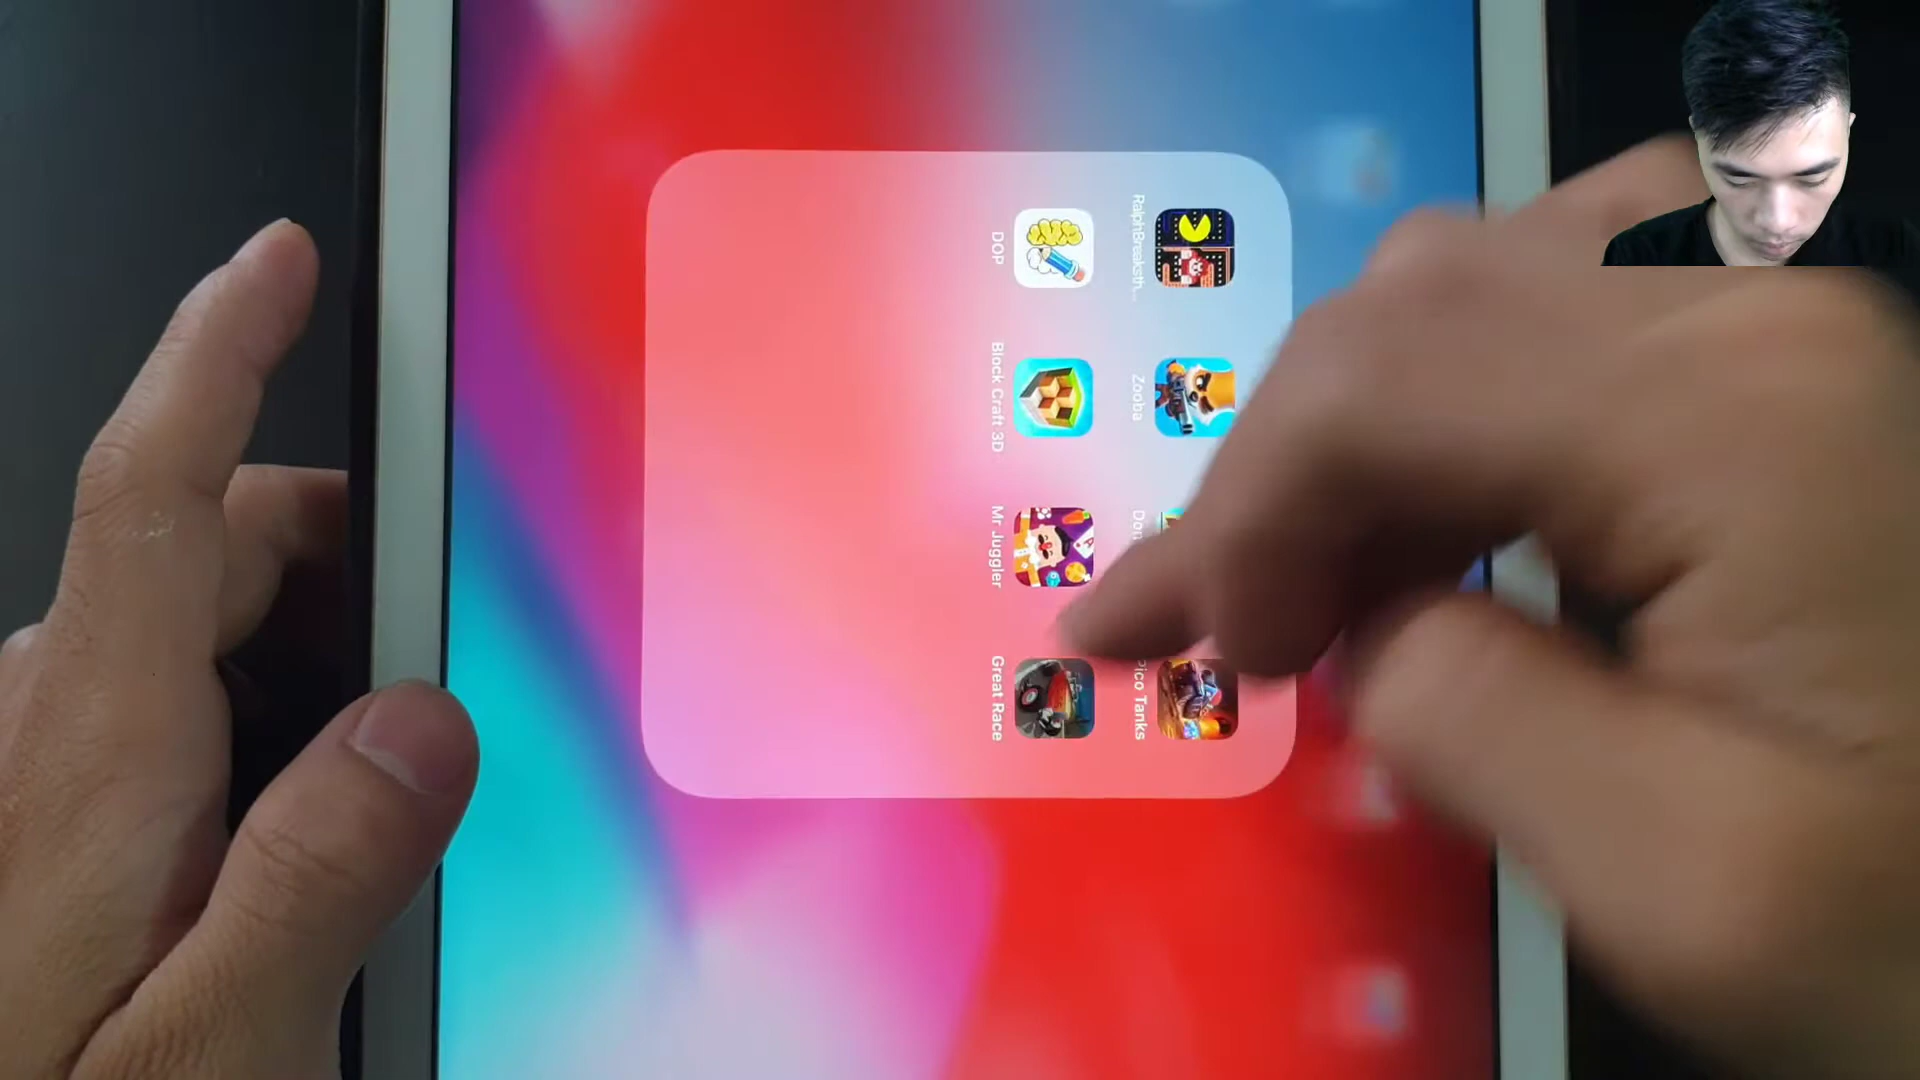 RalphBreaksth...
Zooba
Pico Tanks
DOP
Block Craft 3D
Mr Juggler
Great Race